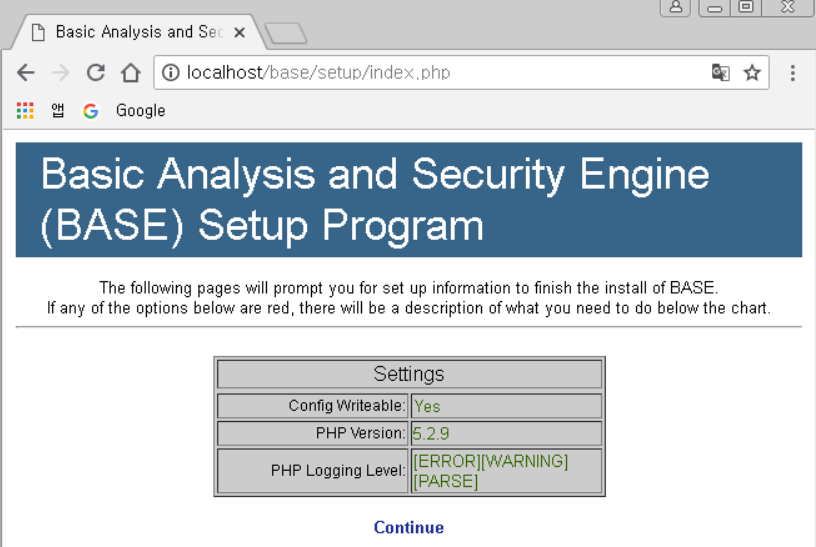 Basic Analysis and Sec
localhost/base/setup/index.php
앱 Google
Basic Analysis and Security Engine
(BASE) Setup Program
The following pages will prompt you for set up information to finish the install of BASE.
If any of the options below are red, there will be a description of what you need to do below the chart.
Settings
Config Writeable: Yes
PHP Version: 5.2.9
PHP Logging Level: [ERROR][WARNING]
[PARSE]
Continue